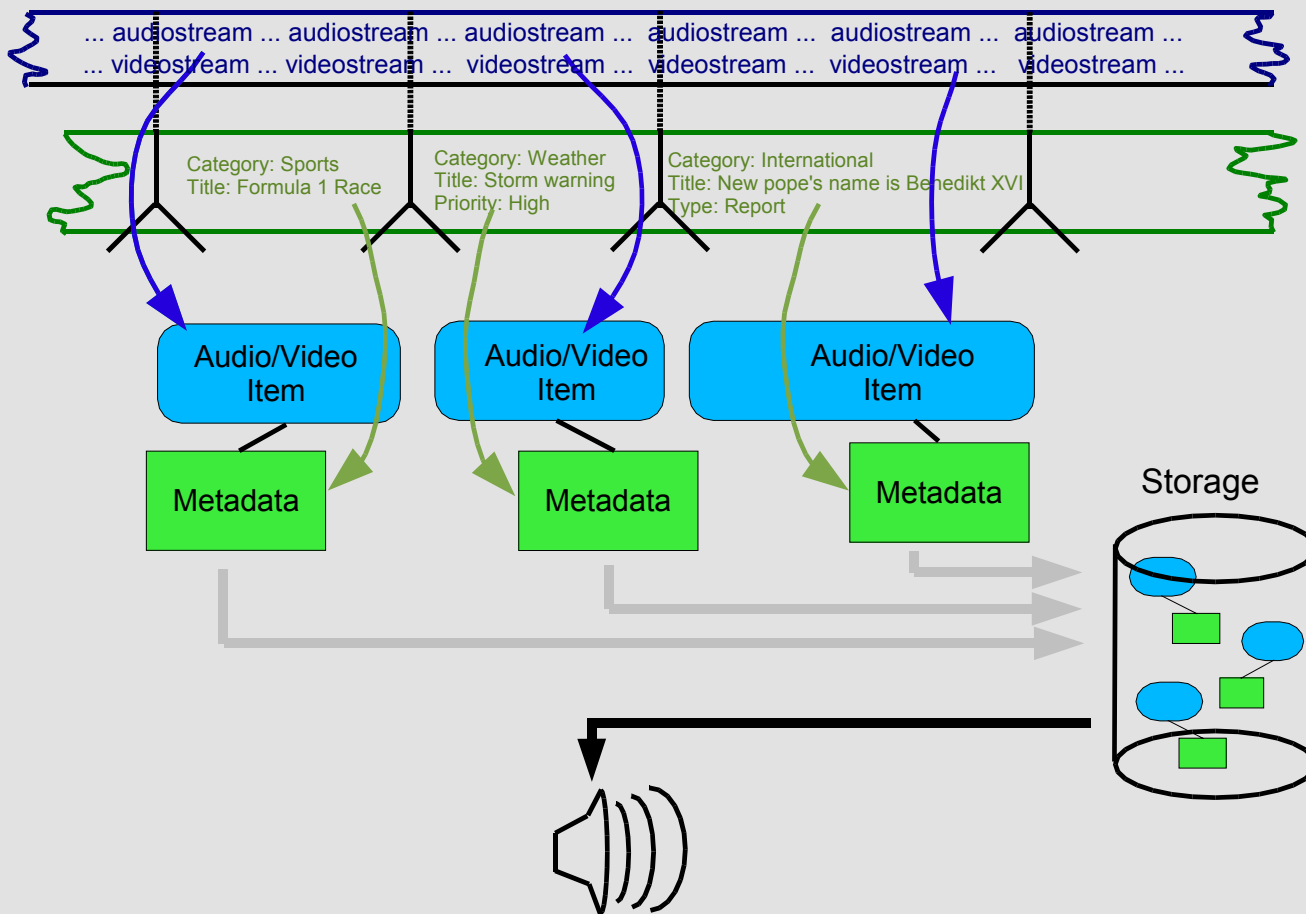 ... audiostream ... audiostream ... audiostream ... audiostream ... audiostream ... audiostream ...
... videostream ... videostream ... videostream ... videostream ... videostream ... videostream ...
Category: Sports
Title: Formula 1 Race
Category: Weather
Title: Storm warning
Priority: High
Category: International
Title: New pope's name is Benedikt XVI
Type: Report
Audio/Video
Item
Audio/Video
Item
Audio/Video
Item
Metadata
Metadata
Metadata
Storage